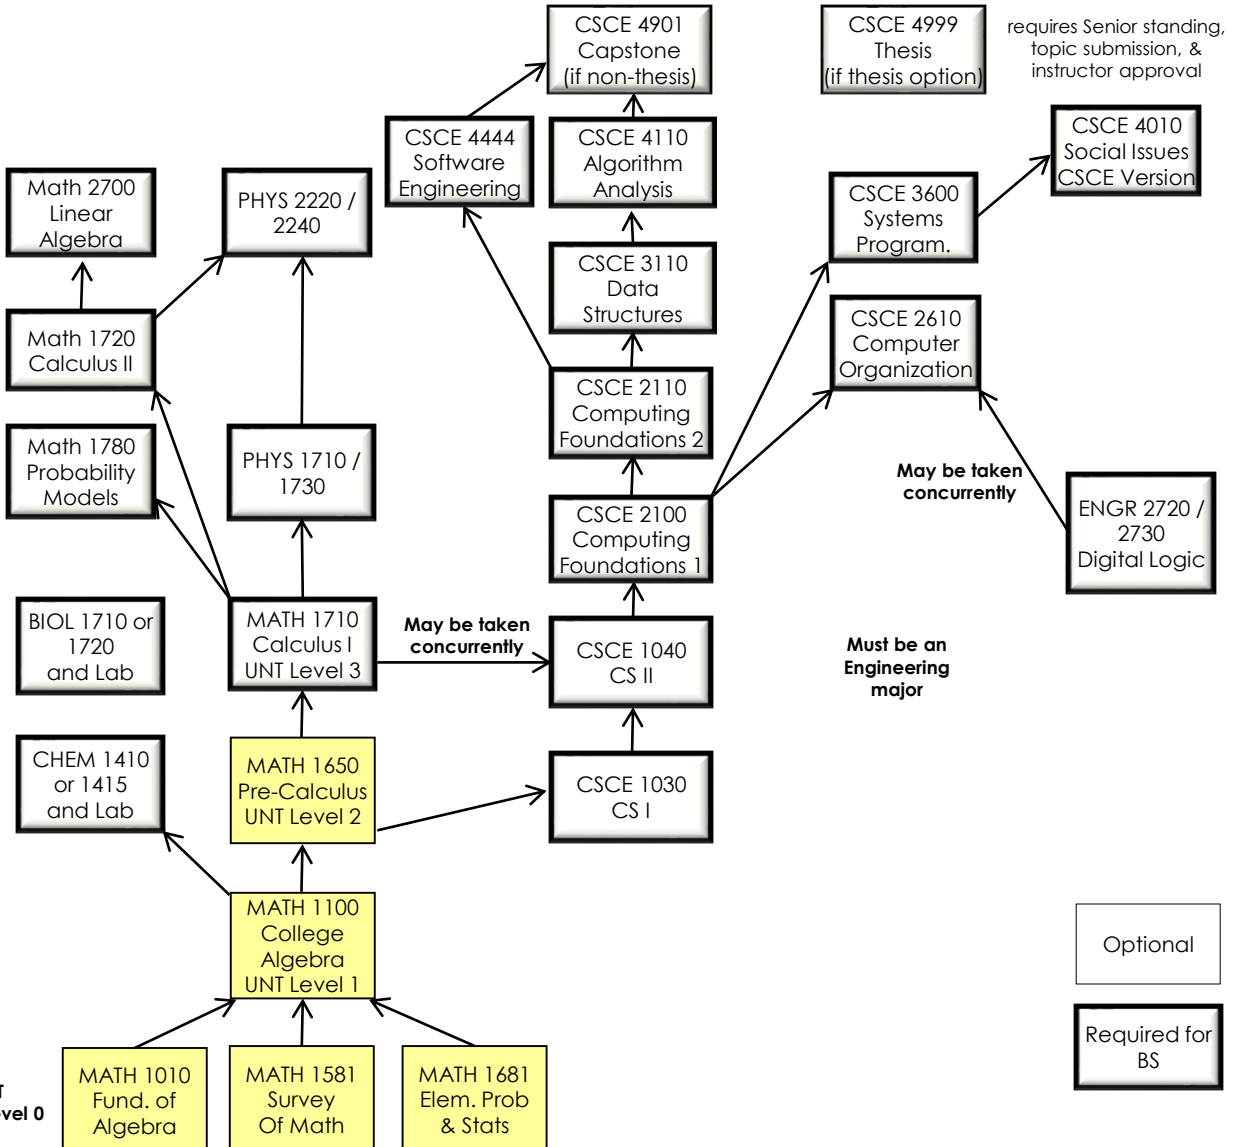 CSCE 4901
Capstone
(if non-thesis)
CSCE 4999
Thesis
(if thesis option)
requires Senior standing,
topic submission, &
instructor approval
CSCE 4444
Software
Engineering
CSCE 4110
Algorithm
Analysis
CSCE 4010
Social Issues
CSCE Version
Math 2700
Linear
Algebra
PHYS 2220 /
2240
CSCE 3600
Systems
Program.
CSCE 3110
Data
Structures
Math 1720
Calculus II
CSCE 2610
Computer
Organization
CSCE 2110
Computing
Foundations 2
Math 1780
Probability
Models
PHYS 1710 /
1730
May be taken
concurrently
CSCE 2100
Computing
Foundations 1
ENGR 2720 /
2730
Digital Logic
BIOL 1710 or
1720
and Lab
MATH 1710
Calculus I
UNT Level 3
May be taken
concurrently
CSCE 1040
CS II
Must be an
Engineering
major
CHEM 1410
or 1415
and Lab
MATH 1650
Pre-Calculus
UNT Level 2
CSCE 1030
CS I
MATH 1100
College
Algebra
UNT Level 1
Optional
Required for
BS
MATH 1010
Fund. of
Algebra
MATH 1581
Survey
Of Math
MATH 1681
Elem. Prob
& Stats
T
evel 0